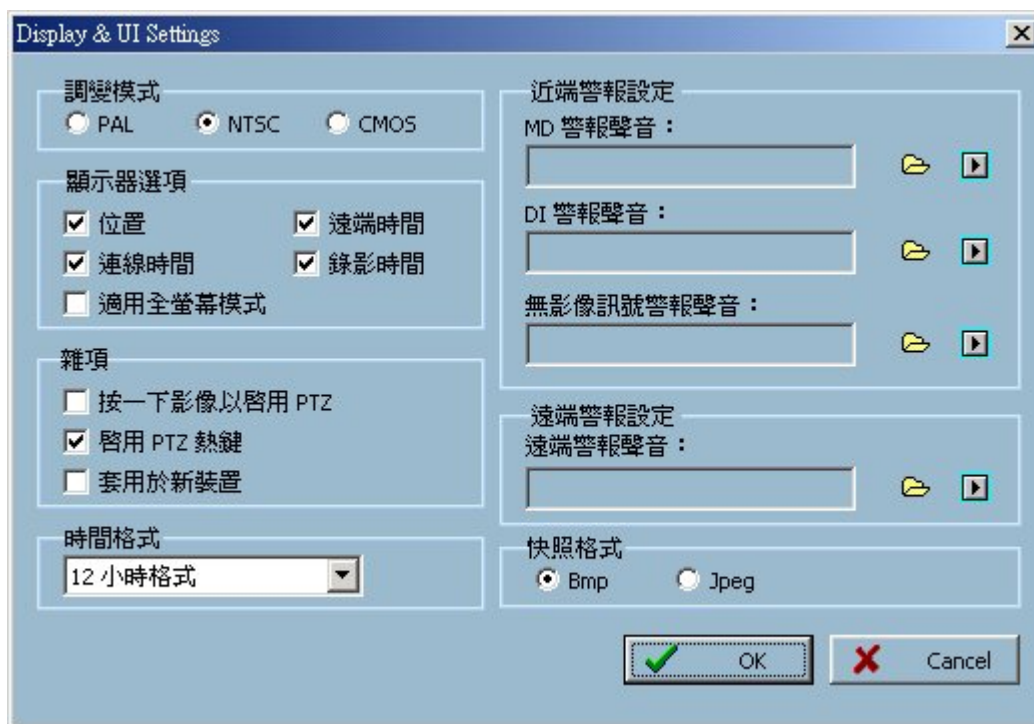 Display & UI Settings
調變模式
PAL NTSC CMOS
顯示器選項
位置 遠端時間
連線時間 錄影時間
適用全螢幕模式
雜項
按一下影像以啓用 PTZ
啓用 PTZ 熱鍵
套用於新裝置
時間格式
12 小時格式
近端警報設定
MD 警報聲音：
DI 警報聲音：
無影像訊號警報聲音：
遠端警報設定
遠端警報聲音：
快照格式
Bmp Jpeg
OK Cancel